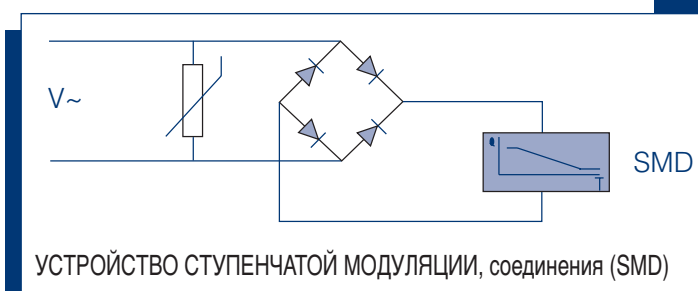 V~
SMD
T
УСТРОЙСТВО СТУПЕНЧАТОЙ МОДУЛЯЦИИ, соединения (SMD)